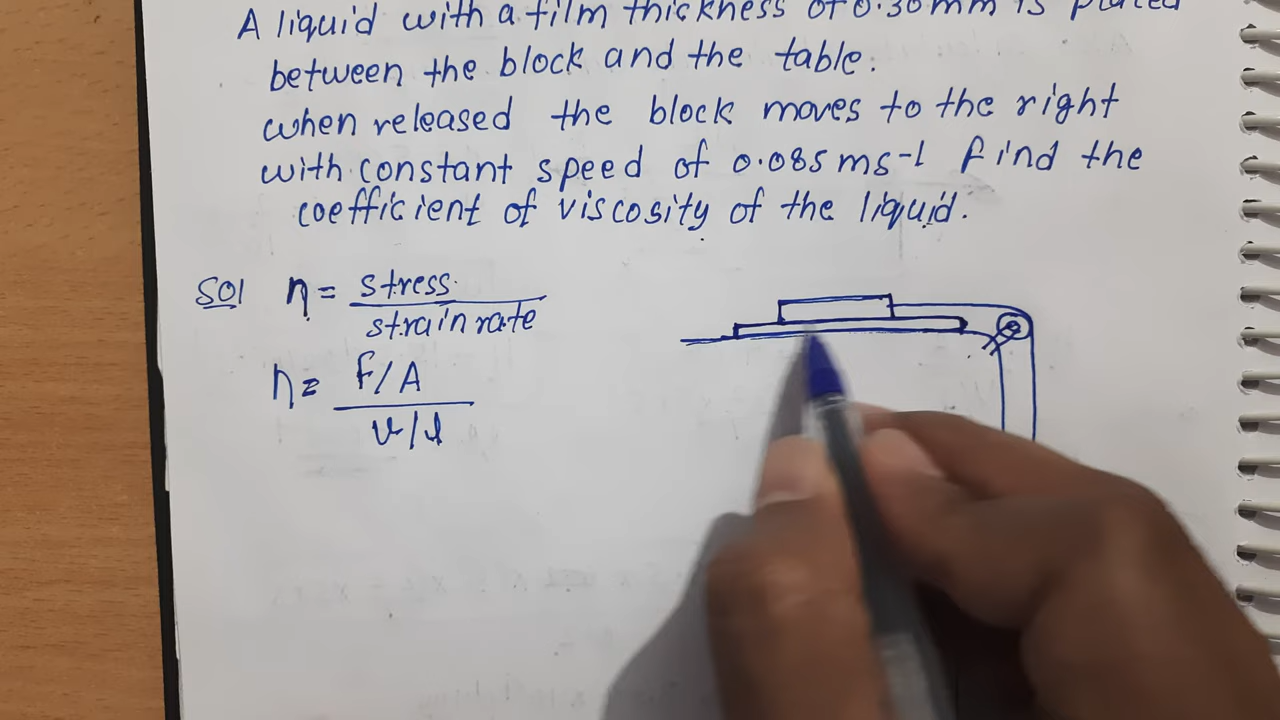 A liquid with a film thickness of 0.30mm is placed
between the block and the table.
when released the block moves to the right
with constant speed of 0.085 ms-1 find the
coefficient of viscosity of the liquid.
Sol η = stress
strain rate
η = F/A
v/l